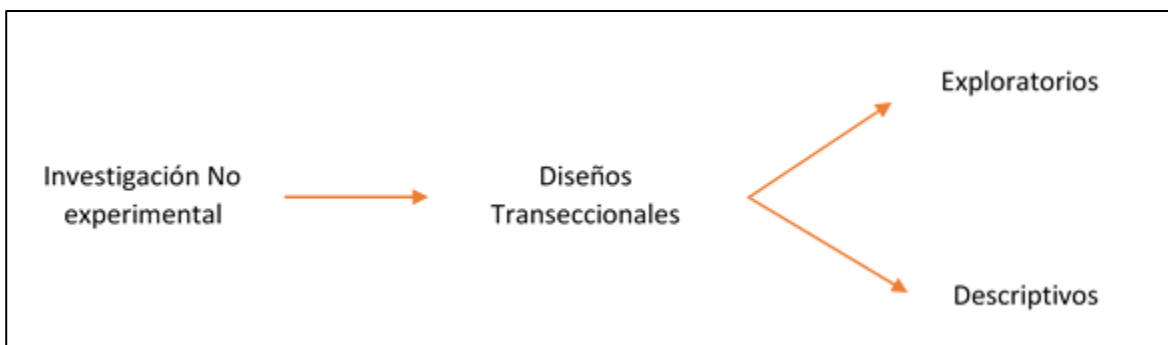 Exploratorios
Investigación No
experimental
Diseños
Transeccionales
Descriptivos